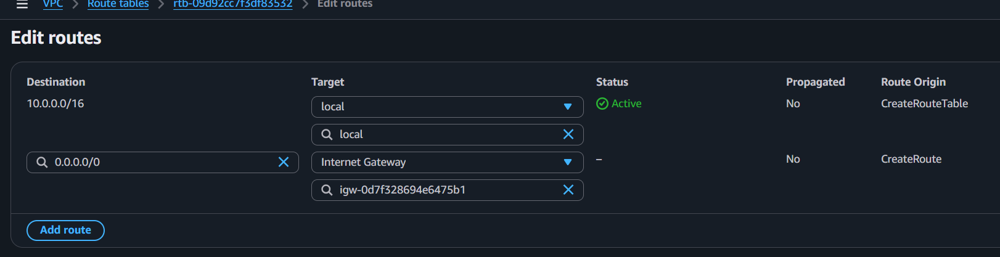 VPC > Route tables > rtb-09d92cc7f3df83532 > Edit routes
Edit routes
Destination Target Status Propagated Route Origin
10.0.0.0/16 local Active No CreateRouteTable
local
0.0.0.0/0 Internet Gateway – No CreateRoute
igw-0d7f328694e6475b1
Add route